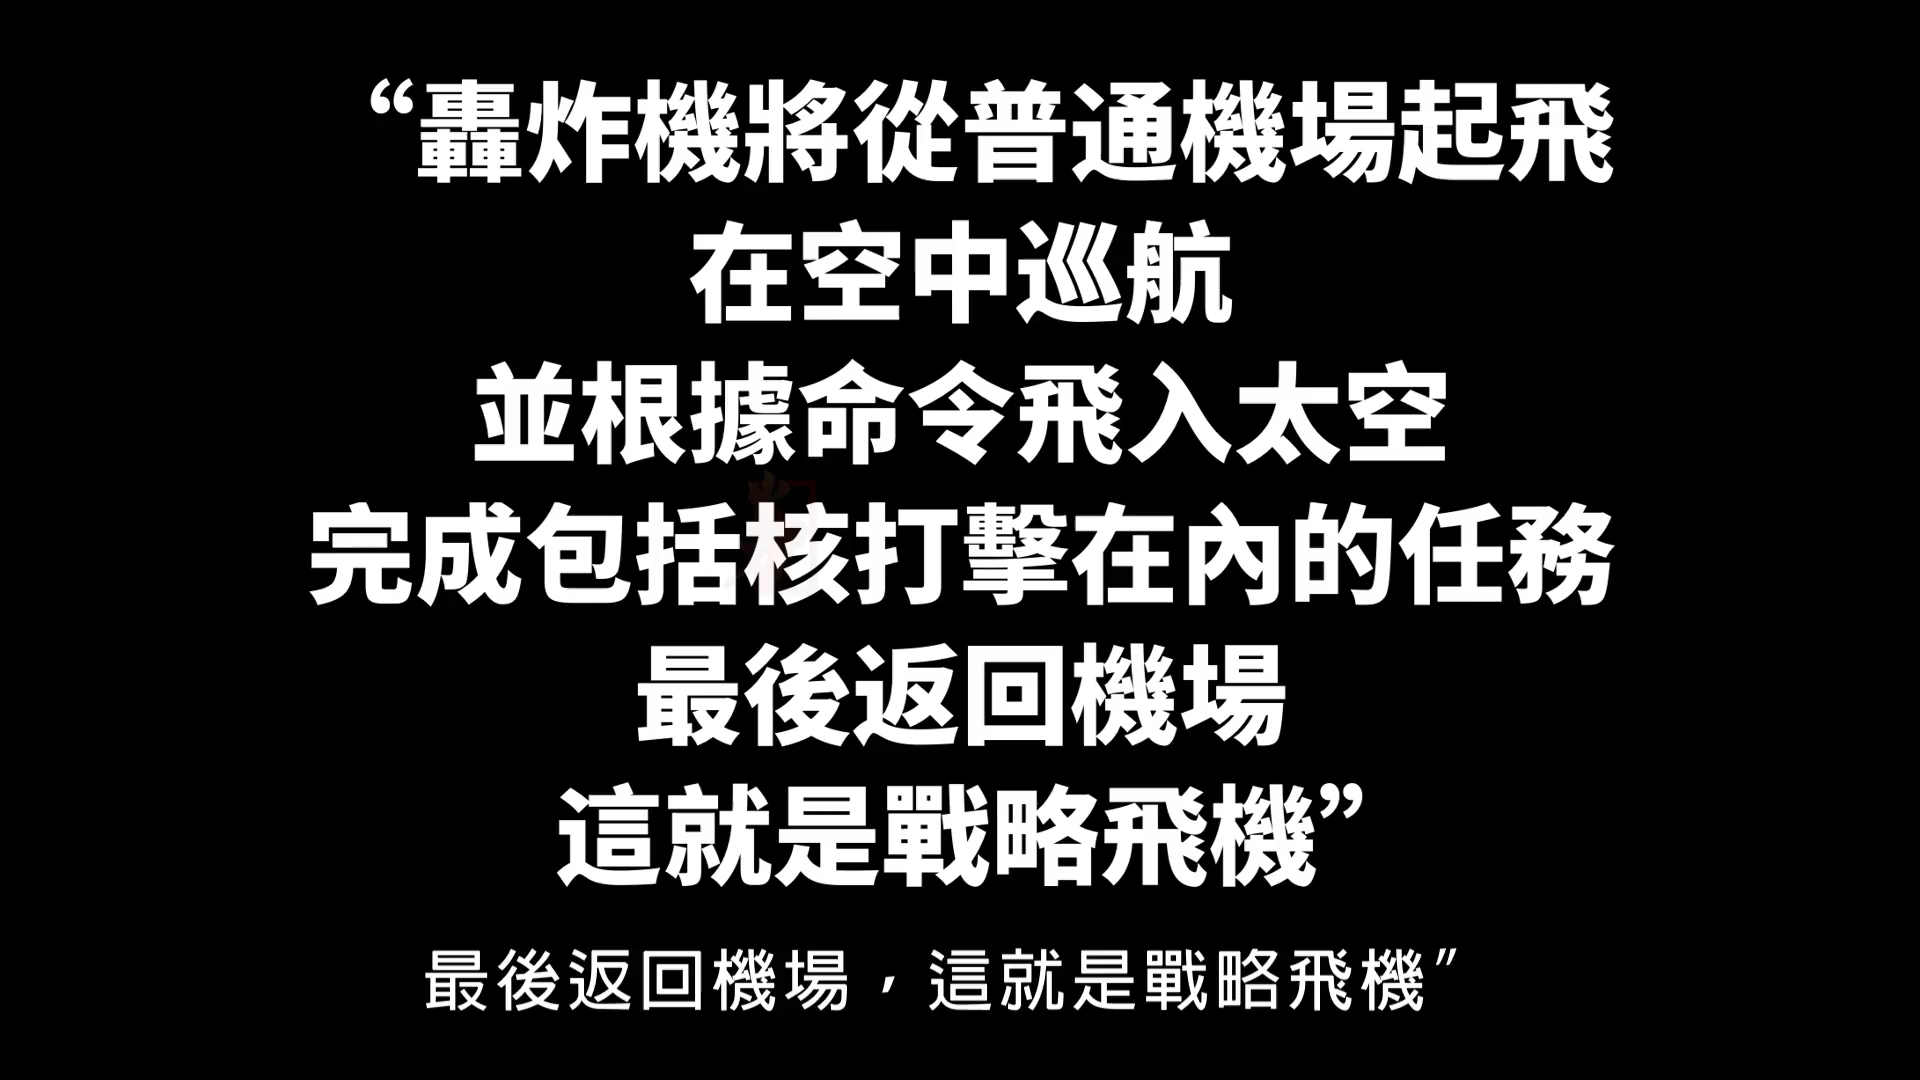 “轟炸機將從普通機場起飛
在空中巡航
並根據命令飛入太空
完成包括核打擊在內的任務
最後返回機場
這就是戰略飛機”
最後返回機場，這就是戰略飛機”